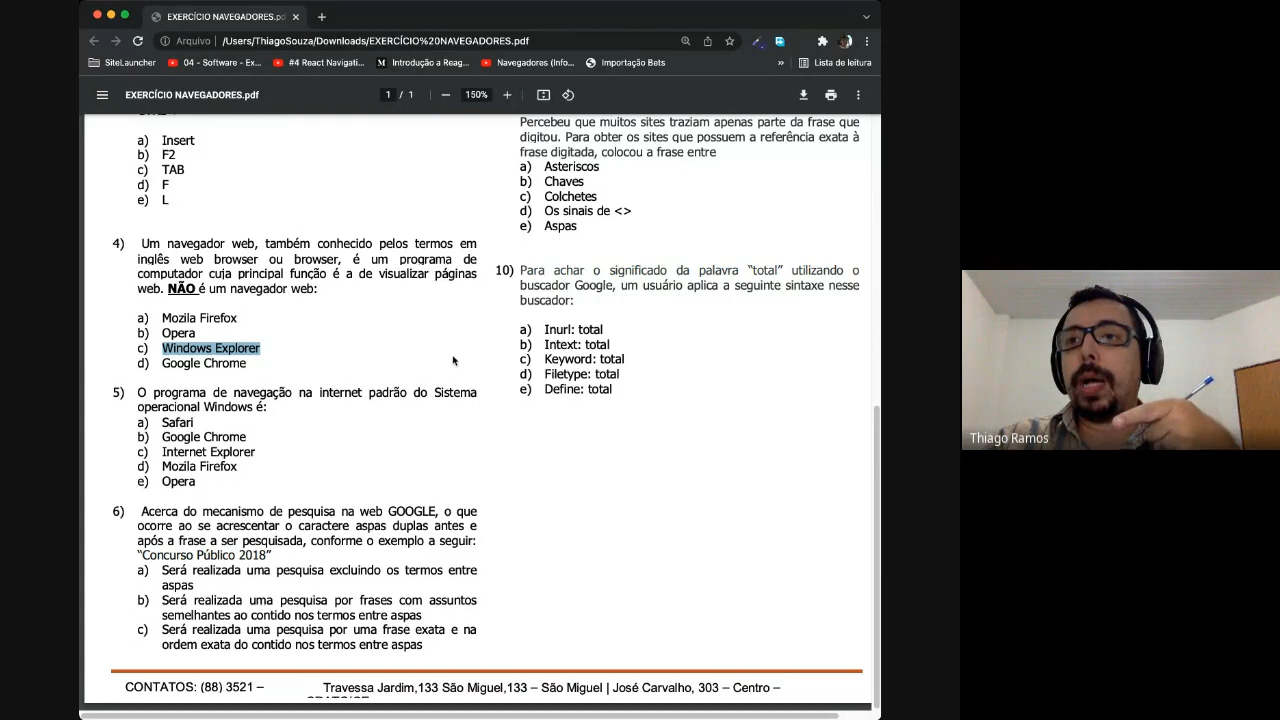 EXERCÍCIO NAVEGADORES.pdf
Arquivo | /Users/ThiagoSouza/Downloads/EXERCÍCIO%20NAVEGADORES.pdf
SiteLauncher
04 - Software - Ex...
#4 React Navigati...
Introdução a Reag...
Navegadores (Info...
Importação Bets
»
Lista de leitura
EXERCÍCIO NAVEGADORES.pdf
1 / 1
150%
a) Insert
b) F2
c) TAB
d) F
e) L
4) Um navegador web, também conhecido pelos termos em
inglês web browser ou browser, é um programa de
computador cuja principal função é a de visualizar páginas
web. NÃO é um navegador web:
a) Mozila Firefox
b) Opera
c) Windows Explorer
d) Google Chrome
5) O programa de navegação na internet padrão do Sistema
operacional Windows é:
a) Safari
b) Google Chrome
c) Internet Explorer
d) Mozila Firefox
e) Opera
6) Acerca do mecanismo de pesquisa na web GOOGLE, o que
ocorre ao se acrescentar o caractere aspas duplas antes e
após a frase a ser pesquisada, conforme o exemplo a seguir:
“Concurso Público 2018”
a) Será realizada uma pesquisa excluindo os termos entre
aspas
b) Será realizada uma pesquisa por frases com assuntos
semelhantes ao contido nos termos entre aspas
c) Será realizada uma pesquisa por uma frase exata e na
ordem exata do contido nos termos entre aspas
Percebeu que muitos sites traziam apenas parte da frase que
digitou. Para obter os sites que possuem a referência exata à
frase digitada, colocou a frase entre
a) Asteriscos
b) Chaves
c) Colchetes
d) Os sinais de <>
e) Aspas
10) Para achar o significado da palavra “total” utilizando o
buscador Google, um usuário aplica a seguinte sintaxe nesse
buscador:
a) Inurl: total
b) Intext: total
c) Keyword: total
d) Filetype: total
e) Define: total
CONTATOS: (88) 3521 –
Travessa Jardim,133 São Miguel,133 – São Miguel | José Carvalho, 303 – Centro –
Thiago Ramos